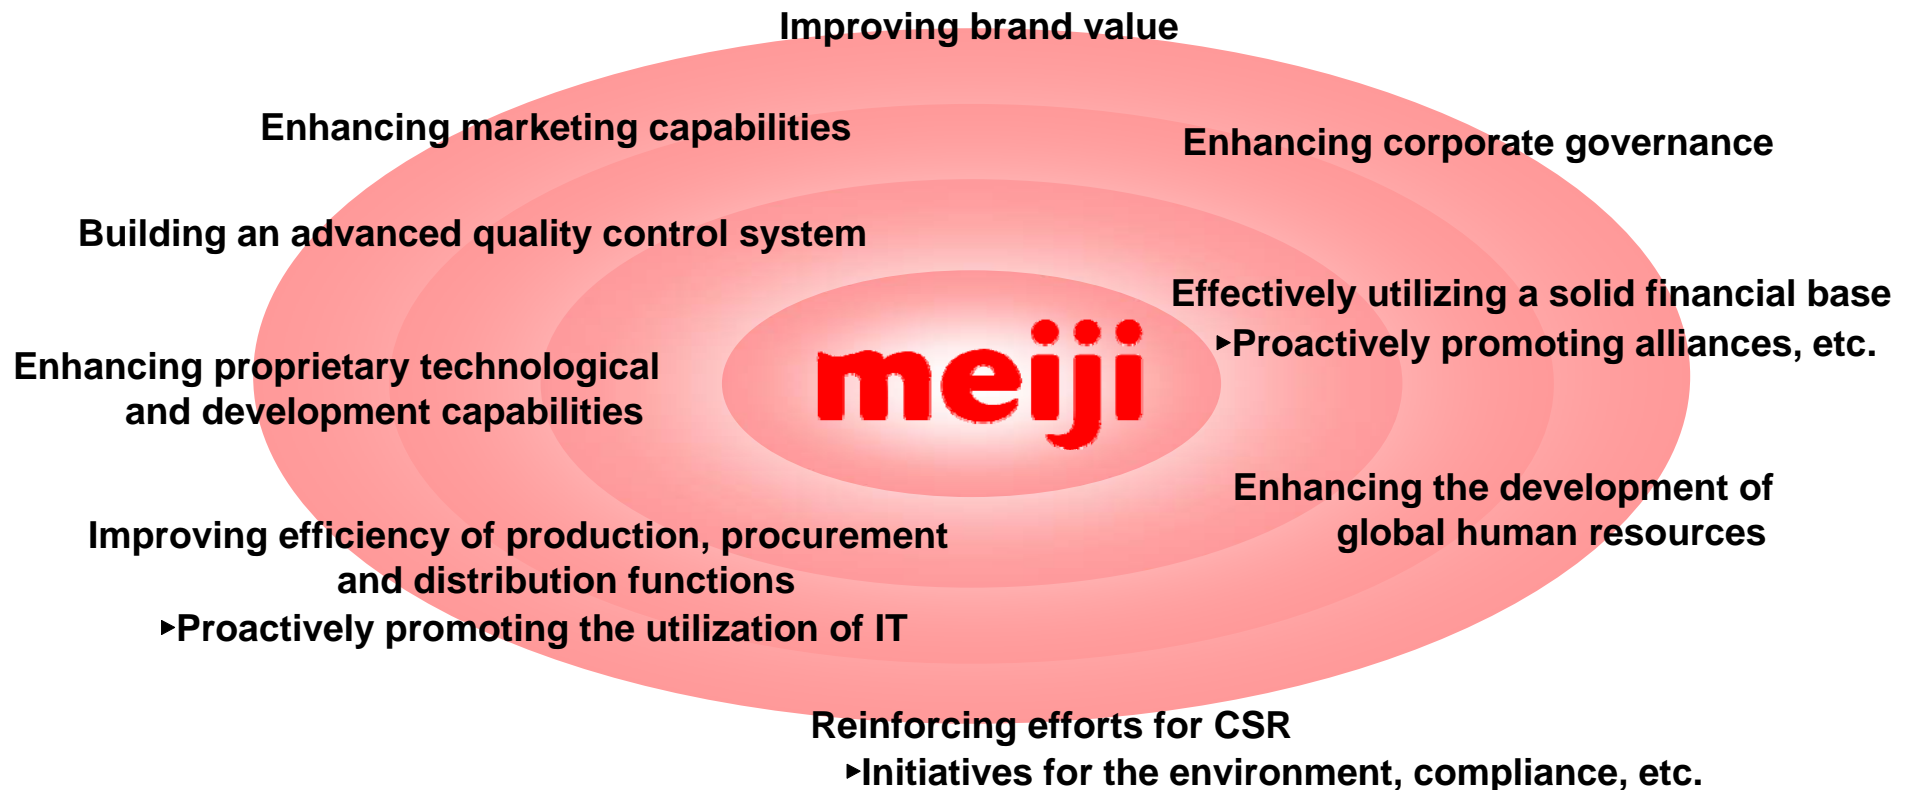 Improving brand value
Enhancing marketing capabilities
Enhancing corporate governance
Building an advanced quality control system
Effectively utilizing a solid financial base
▶Proactively promoting alliances, etc.
Enhancing proprietary technological
and development capabilities
meiji
Enhancing the development of
global human resources
Improving efficiency of production, procurement
and distribution functions
▶Proactively promoting the utilization of IT
Reinforcing efforts for CSR
▶Initiatives for the environment, compliance, etc.